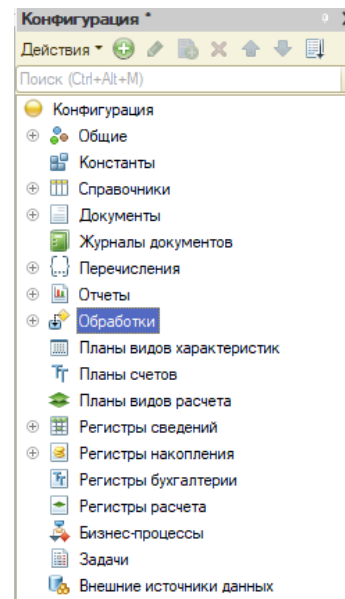 Конфигурация *
Действия
Поиск (Ctrl+Alt+M)
Конфигурация
Общие
Константы
Справочники
Документы
Журналы документов
Перечисления
Отчеты
Обработки
Планы видов характеристик
Планы счетов
Планы видов расчета
Регистры сведений
Регистры накопления
Регистры бухгалтерии
Регистры расчета
Бизнес-процессы
Задачи
Внешние источники данных